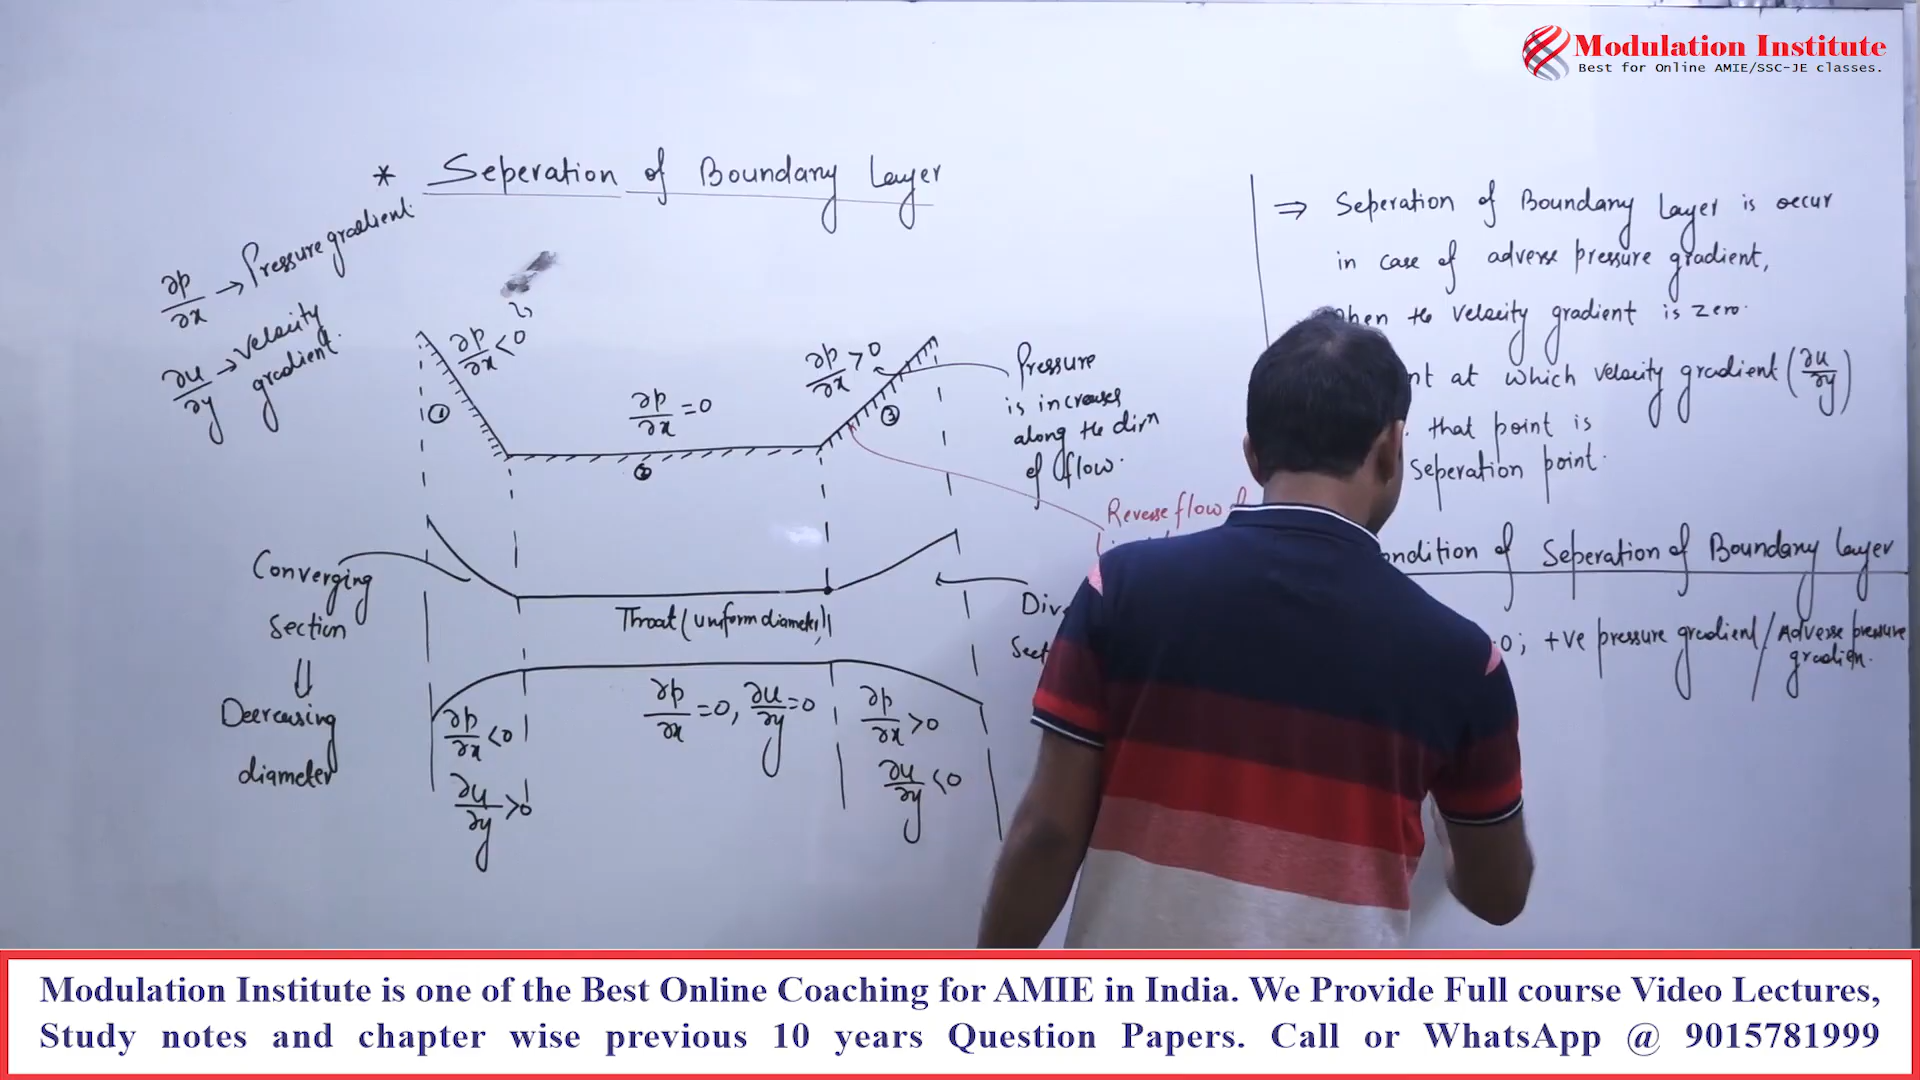 Modulation Institute
Best for Online AMIE/SSC-JE classes.
* Seperation of Boundary Layer
∂p/∂x → Pressure gradient.
∂u/∂y → Velocity
gradient.
∂p/∂x < 0
①
∂p/∂x = 0
②
∂p/∂x > 0
③
Pressure
is increases
along the dirn
of flow.
Reverse flow
Converging
section
⇓
Decreasing
diameter
Throat (Uniform diameter)
∂p/∂x < 0
∂u/∂y > 0
∂p/∂x = 0, ∂u/∂y = 0
∂p/∂x > 0
∂u/∂y < 0
⇒ Seperation of Boundary Layer is occur
in case of adverse pressure gradient,
the velocity gradient is zero.
at which velocity gradient (∂u/∂y)
that point is
seperation point.
of Seperation of Boundary layer
0; +ve pressure gradient / Adverse pressure
gradien.
Modulation Institute is one of the Best Online Coaching for AMIE in India. We Provide Full course Video Lectures,
Study notes and chapter wise previous 10 years Question Papers. Call or WhatsApp @ 9015781999